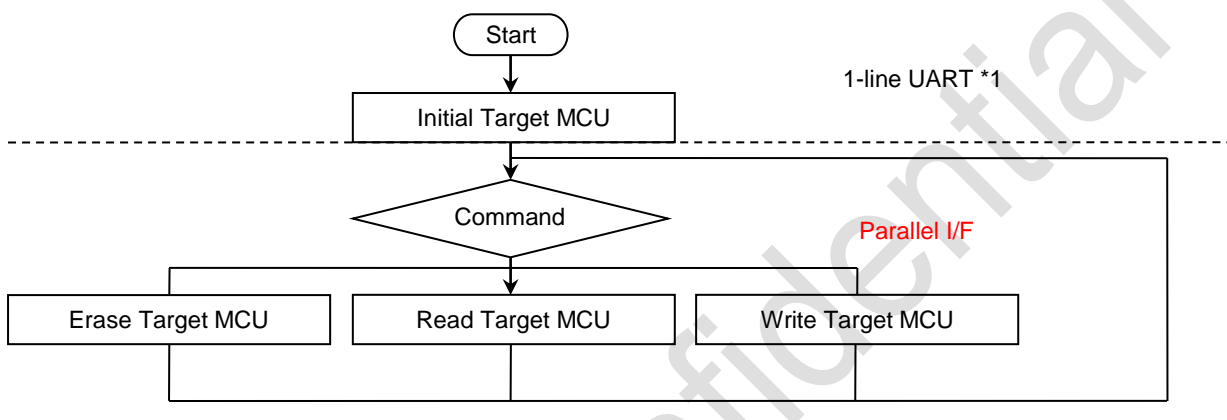 Start
1-line UART *1
Initial Target MCU
Command
Parallel I/F
Erase Target MCU
Read Target MCU
Write Target MCU